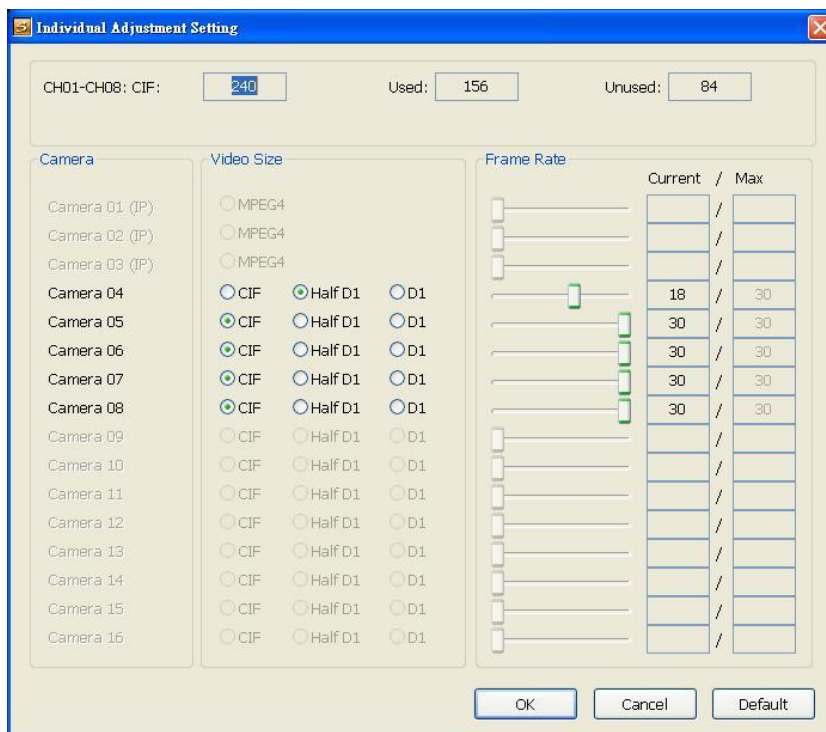 Individual Adjustment Setting
CH01-CH08: CIF: 240 Used: 156 Unused: 84
Camera Video Size Frame Rate
Current / Max
Camera 01 (IP) MPEG4 /
Camera 02 (IP) MPEG4 /
Camera 03 (IP) MPEG4 /
Camera 04 CIF Half D1 D1 18 / 30
Camera 05 CIF Half D1 D1 30 / 30
Camera 06 CIF Half D1 D1 30 / 30
Camera 07 CIF Half D1 D1 30 / 30
Camera 08 CIF Half D1 D1 30 / 30
Camera 09 CIF Half D1 D1 /
Camera 10 CIF Half D1 D1 /
Camera 11 CIF Half D1 D1 /
Camera 12 CIF Half D1 D1 /
Camera 13 CIF Half D1 D1 /
Camera 14 CIF Half D1 D1 /
Camera 15 CIF Half D1 D1 /
Camera 16 CIF Half D1 D1 /
OK Cancel Default